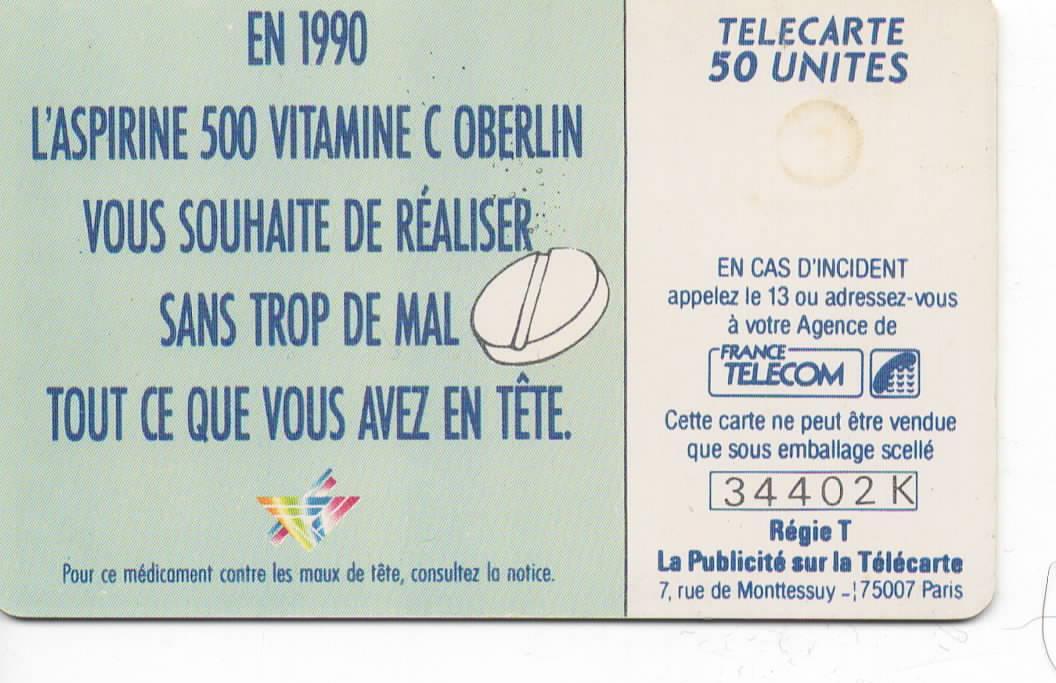 EN 1990
L'ASPIRINE 500 VITAMINE C OBERLIN
VOUS SOUHAITE DE RÉALISER
SANS TROP DE MAL
TOUT CE QUE VOUS AVEZ EN TÊTE.
Pour ce médicament contre les maux de tête, consultez la notice.
TELECARTE
50 UNITES
EN CAS D'INCIDENT
appelez le 13 ou adressez-vous
à votre Agence de
FRANCE
TELECOM
Cette carte ne peut être vendue
que sous emballage scellé
34402K
Régie T
La Publicité sur la Télécarte
7, rue de Monttessuy - 75007 Paris